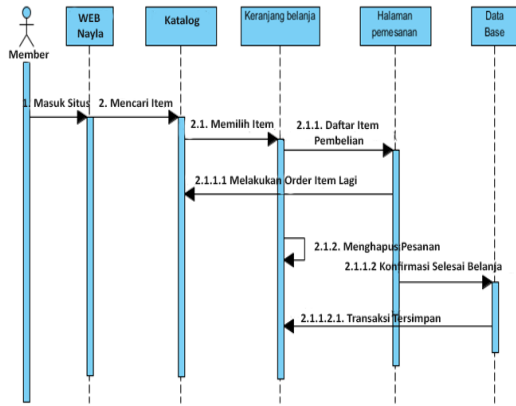 Member
WEB
Nayla
Katalog
Keranjang belanja
Halaman
pemesanan
Data
Base
1. Masuk Situs
2. Mencari Item
2.1. Memilih Item
2.1.1. Daftar Item
Pembelian
2.1.1.1 Melakukan Order Item Lagi
2.1.2. Menghapus Pesanan
2.1.1.2 Konfirmasi Selesai Belanja
2.1.1.2.1. Transaksi Tersimpan